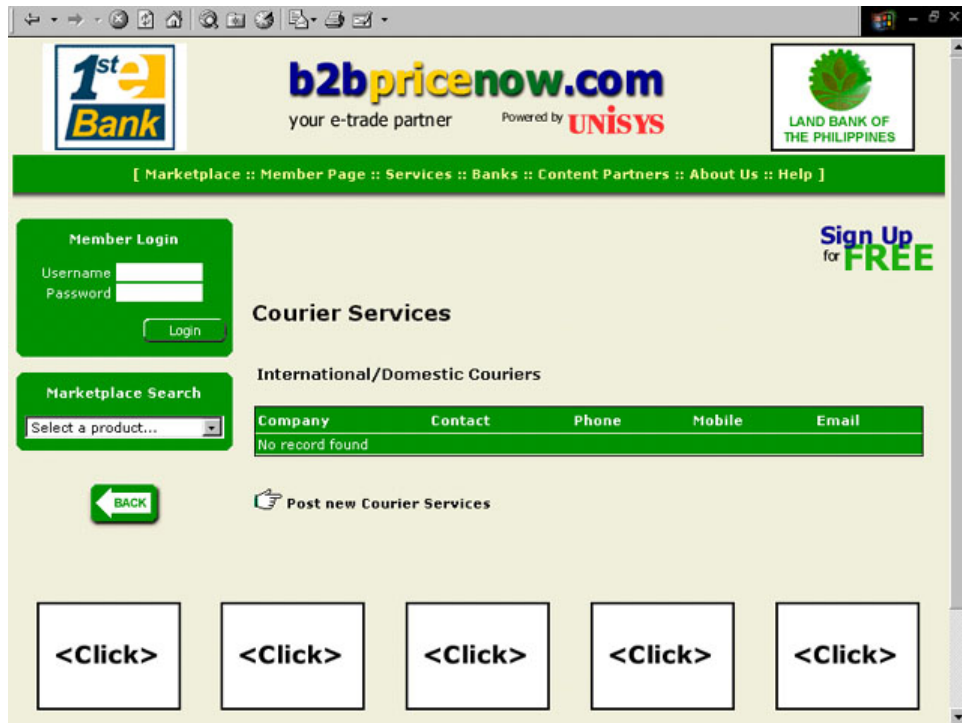 1st e
Bank
b2bpricenow.com
your e-trade partner
Powered by UNISYS
LAND BANK OF
THE PHILIPPINES
[ Marketplace :: Member Page :: Services :: Banks :: Content Partners :: About Us :: Help ]
Member Login
Username
Password
Login
Sign Up
for FREE
Courier Services
International/Domestic Couriers
Marketplace Search
Select a product...
Company Contact Phone Mobile Email
No record found
BACK
Post new Courier Services
<Click> <Click> <Click> <Click> <Click>